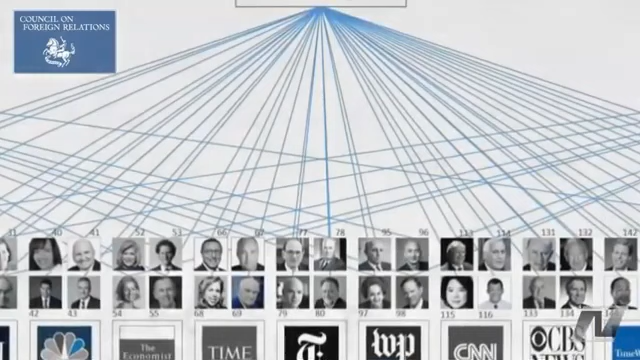 COUNCIL ON
FOREIGN RELATIONS
40 41 52 53 66 67 77 78 95 96 113 114 131 132 142
42 43 54 55 68 69 79 80 97 98 115 116 133 134
The
Economist
TIME
T
wp
CNN
CBS
NEWS
TimeW